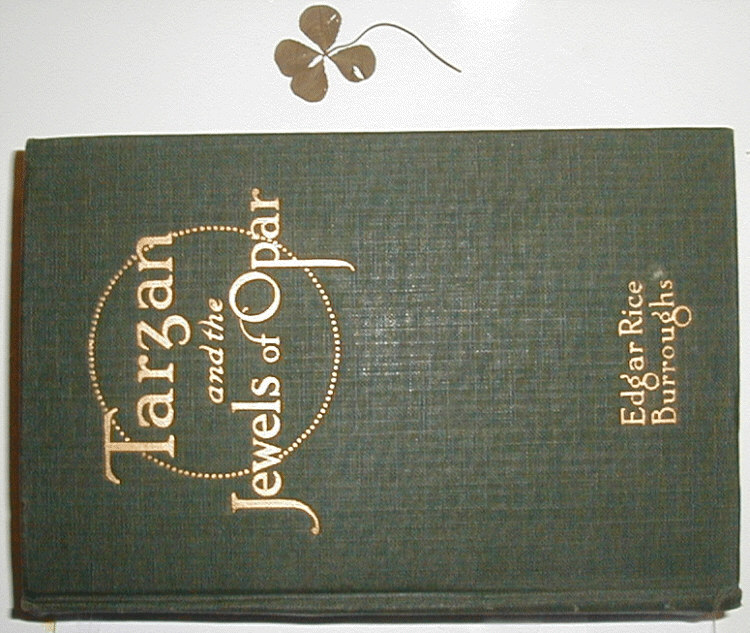 Tarzan
and the
Jewels of Opar
Edgar Rice
Burroughs